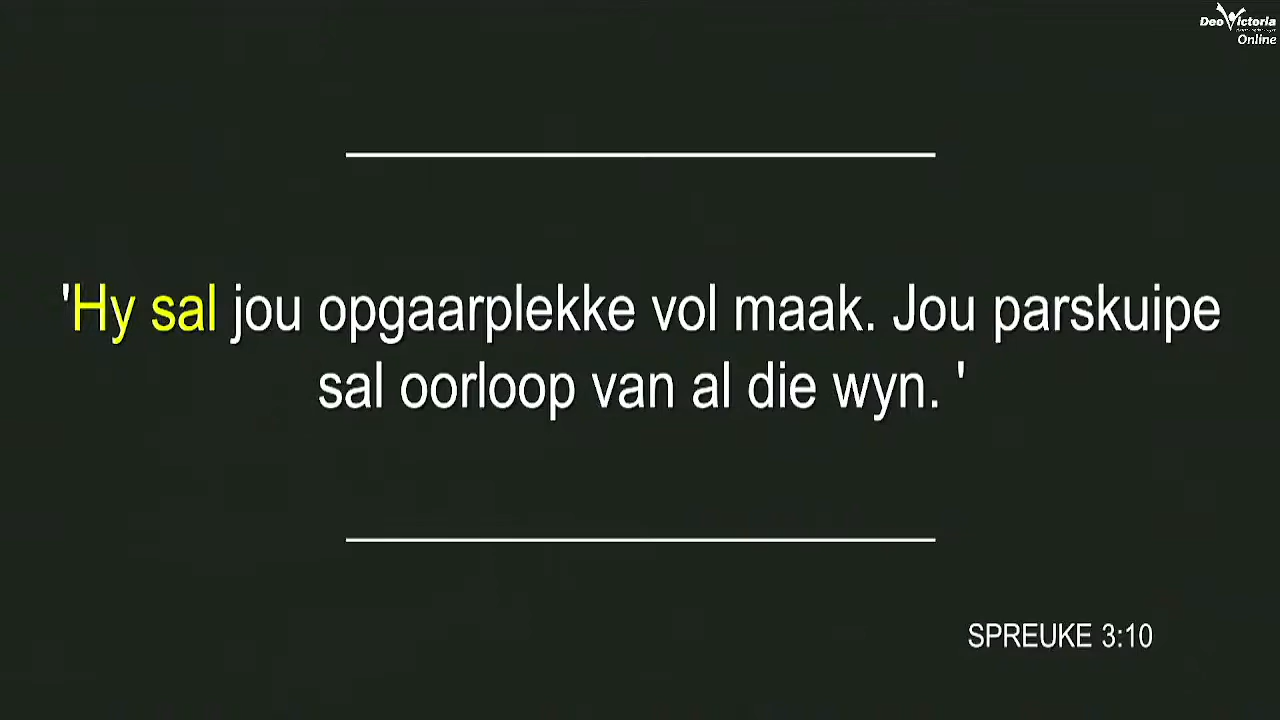 Deo Victoria
Online
'Hy sal jou opgaarplekke vol maak. Jou parskuipe
sal oorloop van al die wyn. '
SPREUKE 3:10